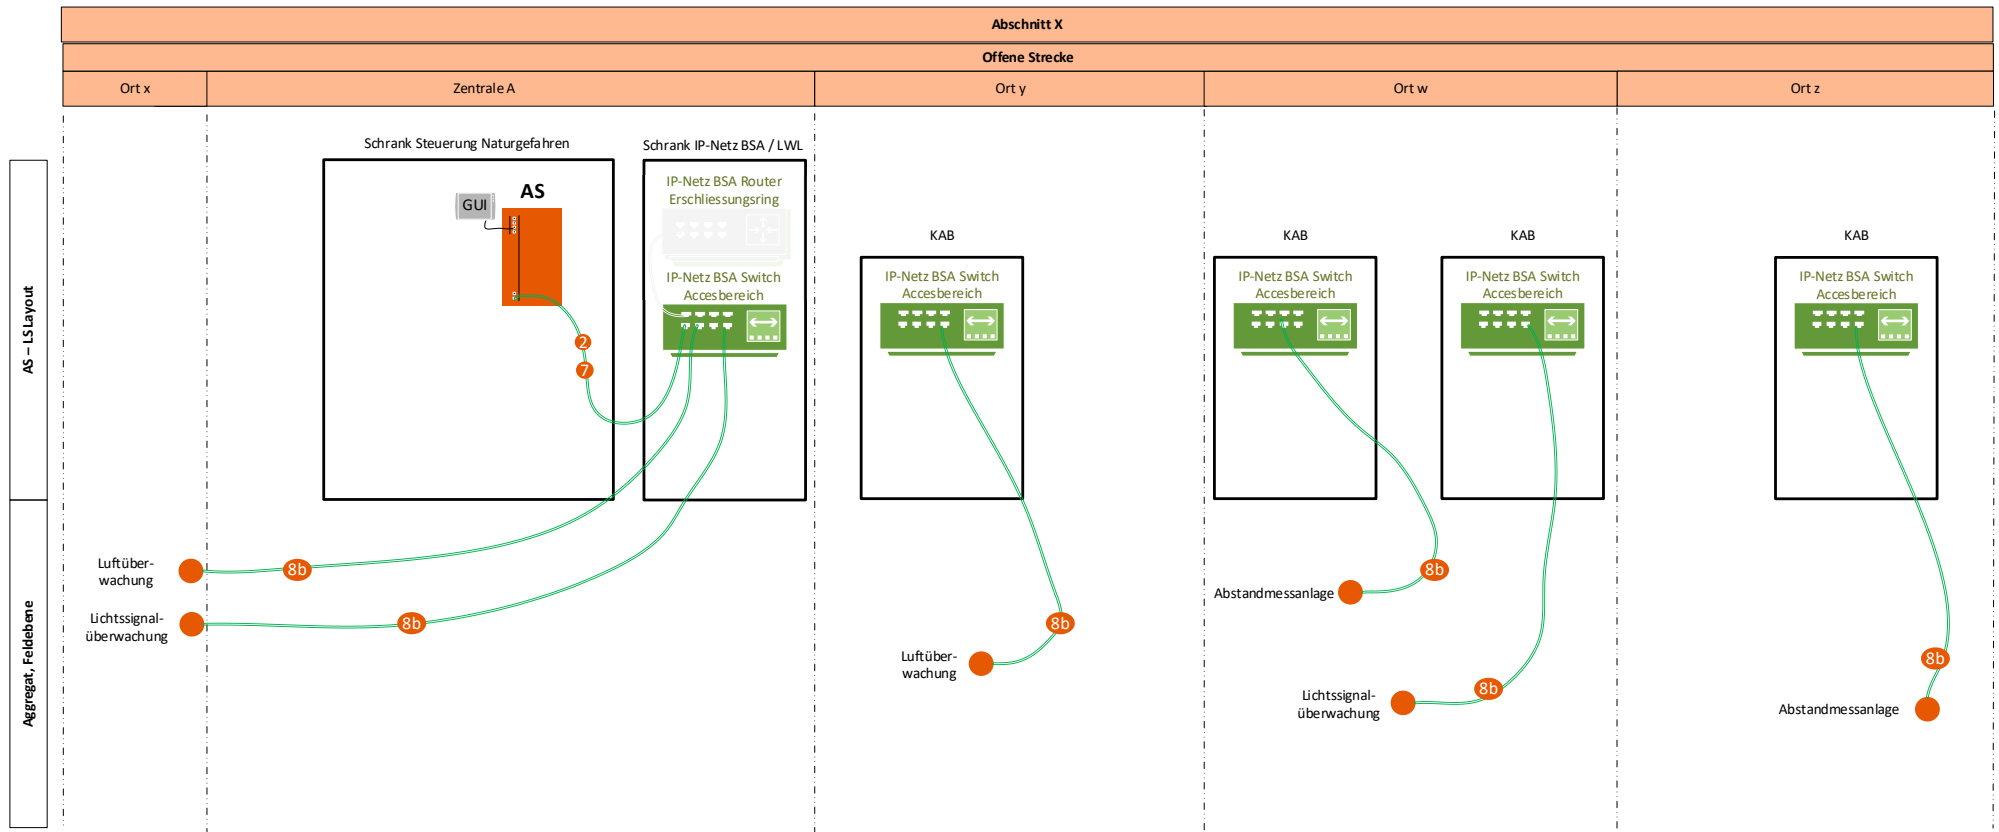 Abschnitt X
Offene Strecke
Ort x
Zentrale A
Ort y
Ort w
Ort z
AS – LS Layout
Aggregat, Feldebene
Schrank Steuerung Naturgefahren
Schrank IP-Netz BSA / LWL
GUI
AS
IP-Netz BSA Router
Erschliessungsring
IP-Netz BSA Switch
Accesbereich
2
7
KAB
IP-Netz BSA Switch
Accesbereich
KAB
IP-Netz BSA Switch
Accesbereich
KAB
IP-Netz BSA Switch
Accesbereich
KAB
IP-Netz BSA Switch
Accesbereich
Luftüber-
wachung
8b
Lichtssignal-
überwachung
8b
Luftüber-
wachung
8b
Abstandmessanlage
8b
Lichtssignal-
überwachung
8b
Abstandmessanlage
8b